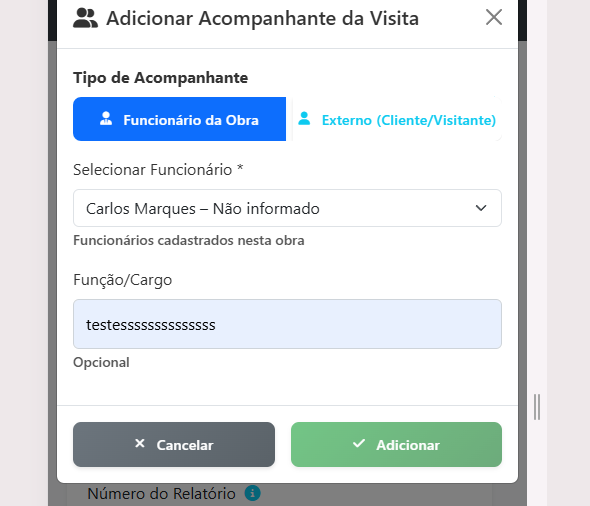 Adicionar Acompanhante da Visita
Tipo de Acompanhante
Funcionário da Obra
Externo (Cliente/Visitante)
Selecionar Funcionário *
Carlos Marques – Não informado
Funcionários cadastrados nesta obra
Função/Cargo
testesssssssssssssss
Opcional
Cancelar
Adicionar
Número do Relatório